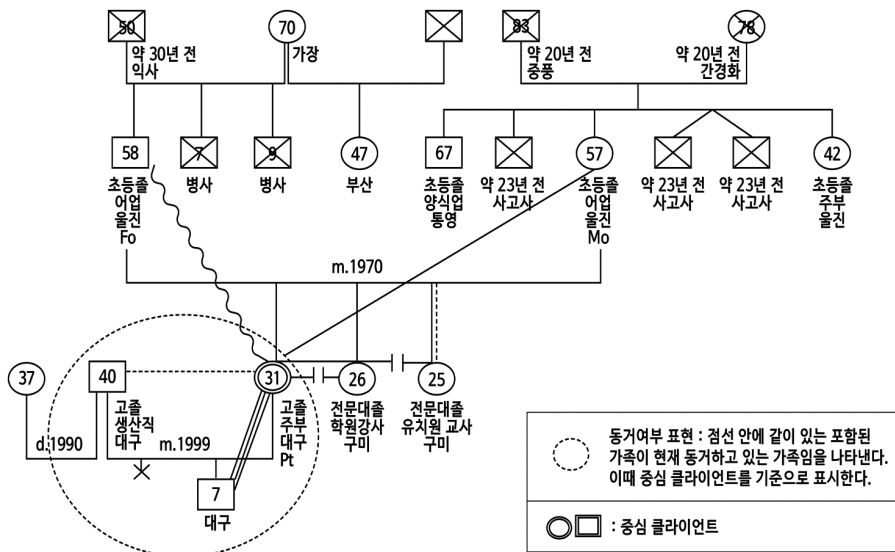 50
70
83
78
약 30년 전
익사
가장
약 20년 전
중풍
약 20년 전
간경화
58
7
9
47
67
57
42
초등졸
어업
울진
Fo
병사
병사
부산
초등졸
양식업
통영
약 23년 전
사고사
초등졸
어업
울진
Mo
약 23년 전
사고사
약 23년 전
사고사
초등졸
주부
울진
m.1970
37
40
31
26
25
고졸
생산직
대구
고졸
주부
대구
Pt
전문대졸
학원강사
구미
전문대졸
유치원 교사
구미
d.1990
m.1999
7
대구
동거여부 표현 : 점선 안에 같이 있는 포함된
가족이 현재 동거하고 있는 가족임을 나타낸다.
이때 중심 클라이언트를 기준으로 표시한다.
: 중심 클라이언트